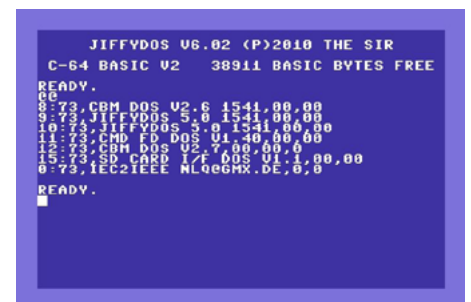 JIFFYDOS V6.02 (P)2010 THE SIR
C-64 BASIC V2 38911 BASIC BYTES FREE
READY.
@@
8:73,CBM DOS V2.6 1541,00,00
9:73,JIFFYDOS 5.0 1541,00,00
10:73,JIFFYDOS 5.0 1541,00,00
11:73,CMD FD DOS V1.40,00,00
12:73,CBM DOS V2.7,00,00,0
15:73,SD CARD I/F DOS V1.1,00,00
0:73,IEC2IEEE NLQ@GMX.DE,0,0
READY.